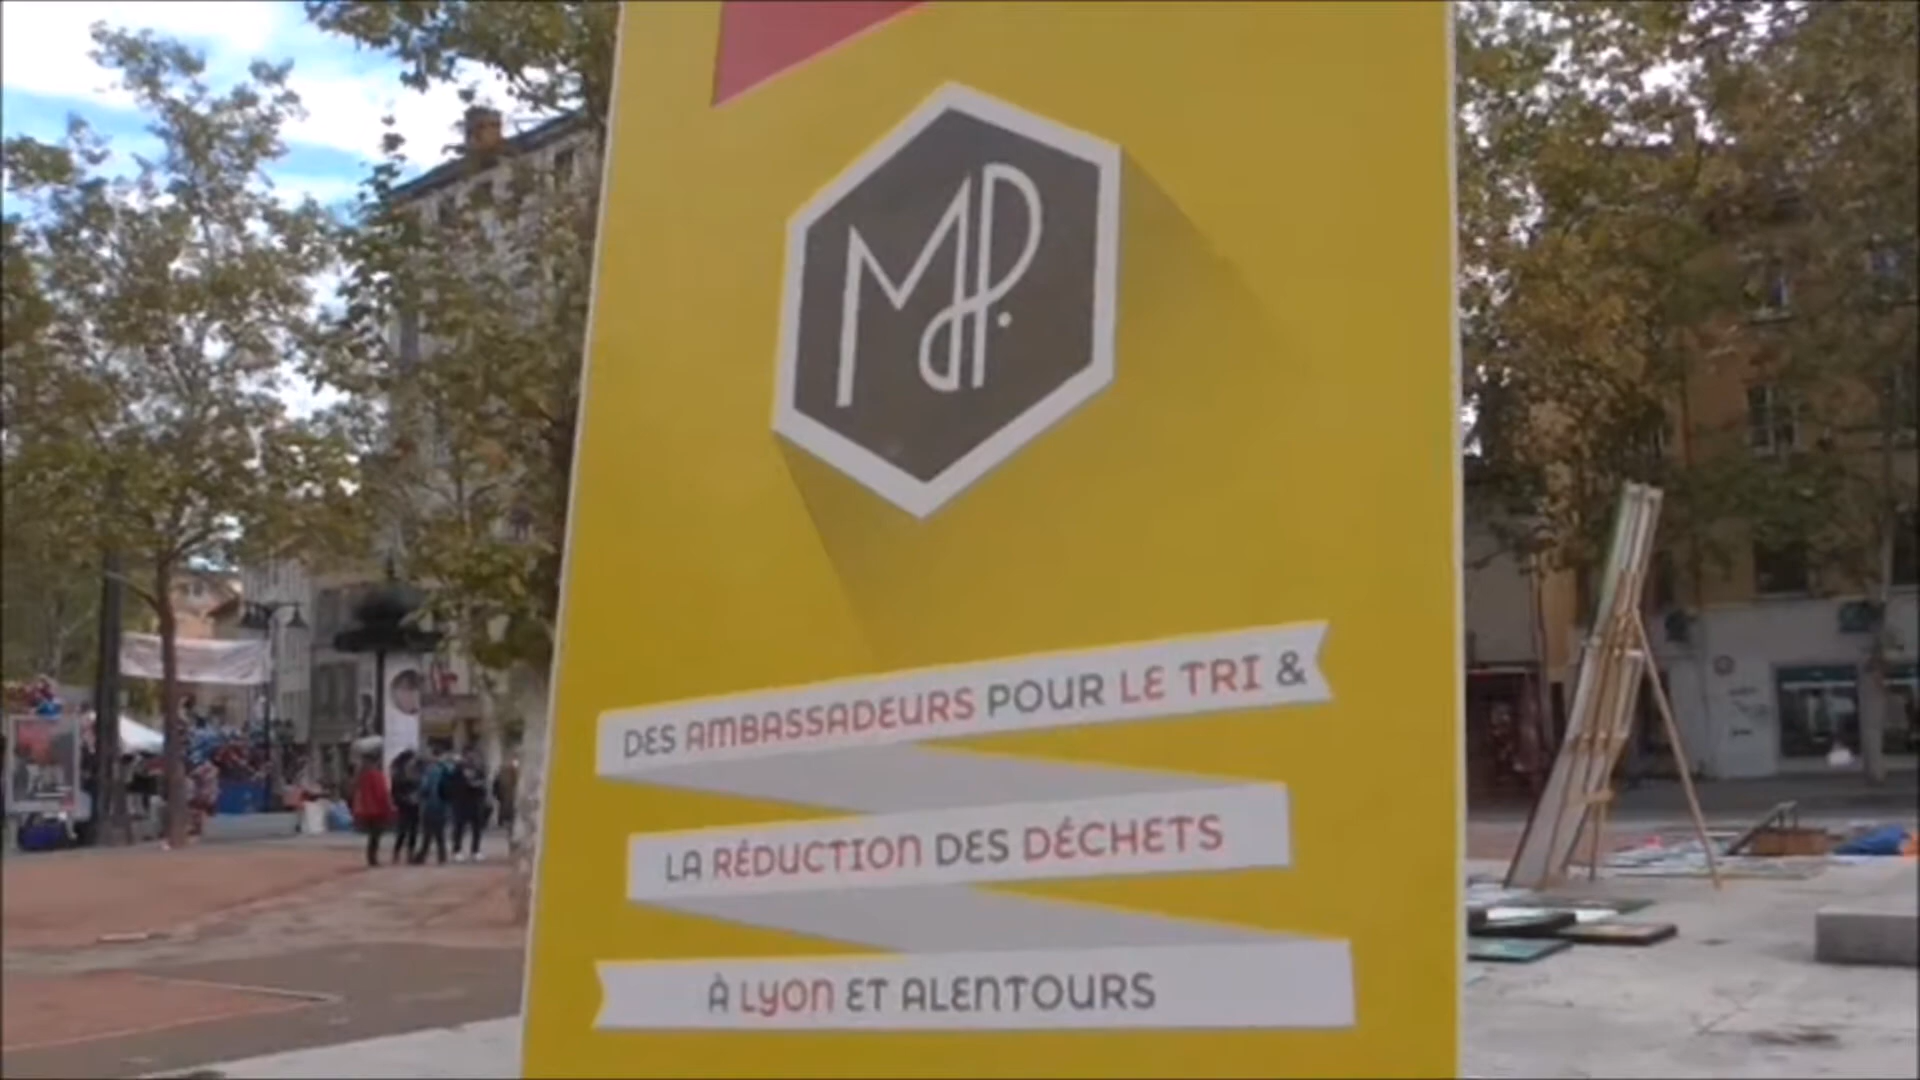 MdP.
DES AMBASSADEURS POUR LE TRI &
LA RÉDUCTION DES DÉCHETS
À LYON ET ALENTOURS